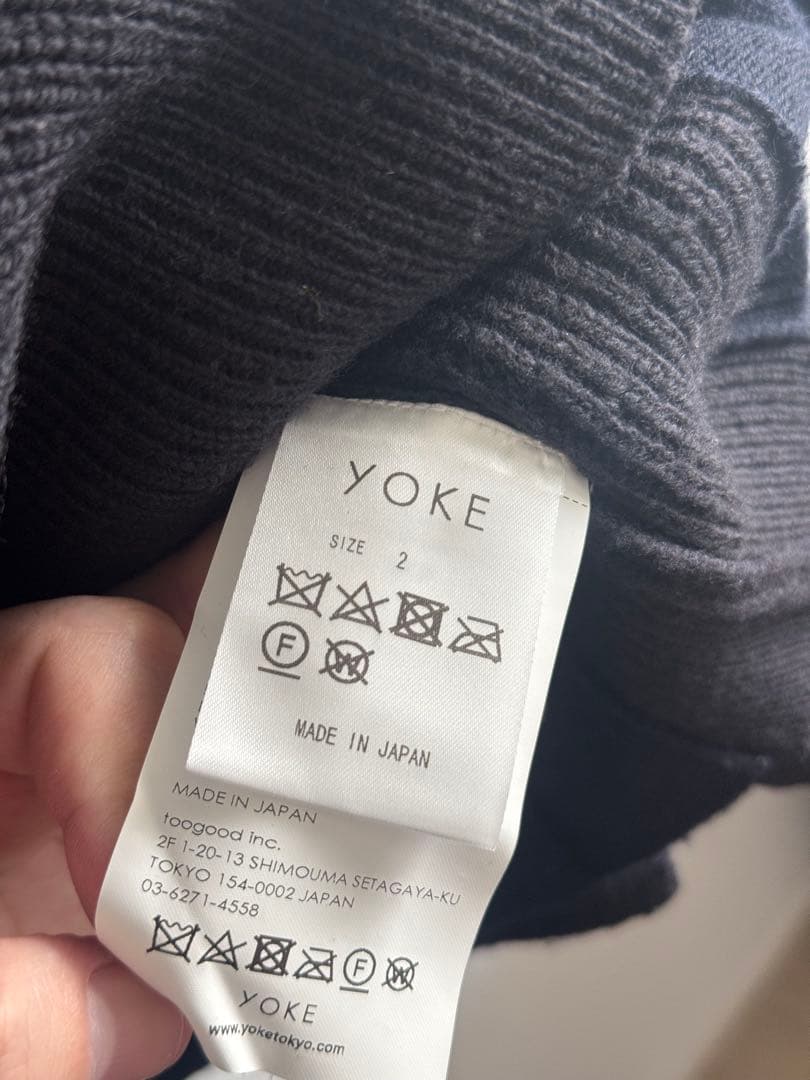 YOKE
SIZE 2
F W
MADE IN JAPAN
MADE IN JAPAN
toogood inc.
2F 1-20-13 SHIMOUMA SETAGAYA-KU
TOKYO 154-0002 JAPAN
03-6271-4558
F W
YOKE
www.yoketokyo.com